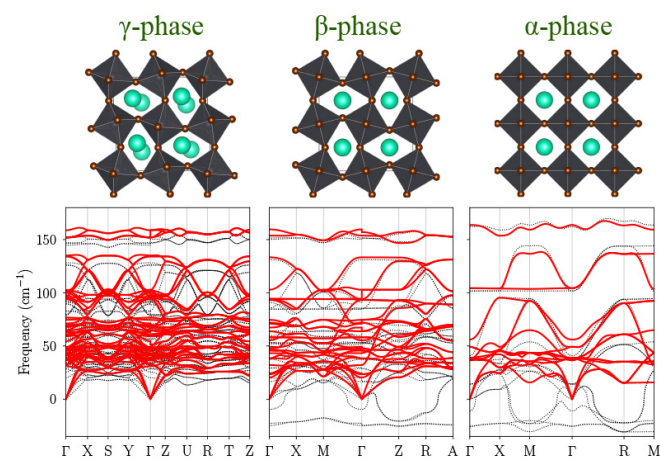 γ-phase
β-phase
α-phase
Frequency (cm⁻¹)
150
100
50
0
Γ X S Y Γ Z U R T Z
Γ X M Γ Z R A
Γ X M Γ R M